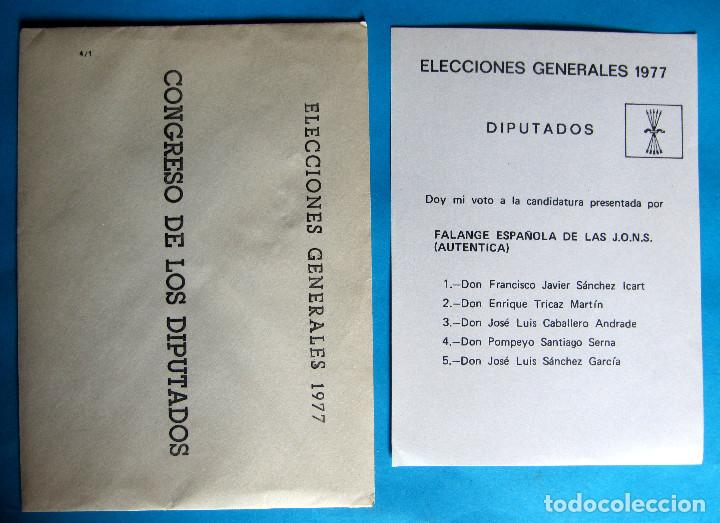 4/1
ELECCIONES GENERALES 1977
CONGRESO DE LOS DIPUTADOS
ELECCIONES GENERALES 1977
DIPUTADOS
Doy mi voto a la candidatura presentada por
FALANGE ESPAÑOLA DE LAS J.O.N.S.
(AUTENTICA)
1.—Don Francisco Javier Sánchez Icart
2.—Don Enrique Tricaz Martín
3.—Don José Luis Caballero Andrade
4.—Don Pompeyo Santiago Serna
5.—Don José Luis Sánchez García
todocoleccion.net